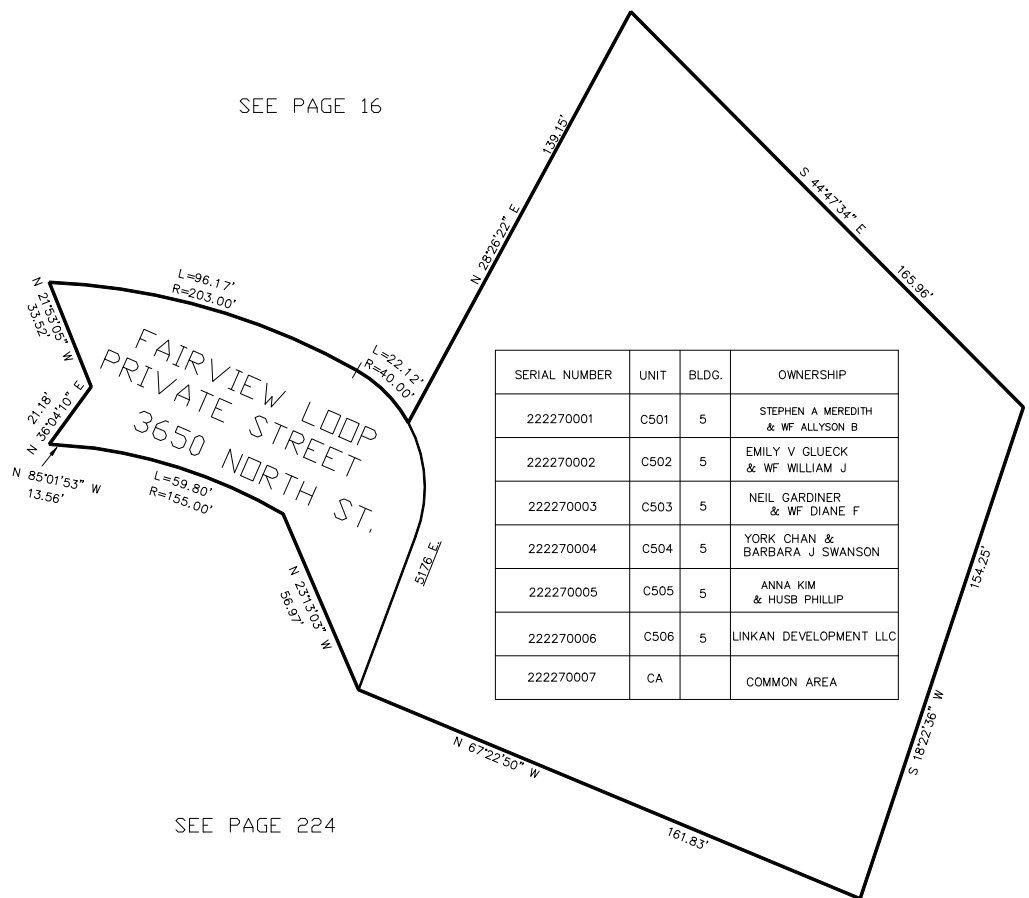 SEE PAGE 16
139.15'
N 28°26'22" E
S 44°47'34" E
165.96'
L=96.17'
R=203.00'
N 21°53'05" W
33.52'
L=22.12'
R=40.00'
FAIRVIEW LOOP
PRIVATE STREET
3650 NORTH ST.
21.18'
N 36°04'10" E
N 85°01'53" W
13.56'
L=59.80'
R=155.00'
N 23°13'03" W
56.97'
5176 E.
SERIAL NUMBER UNIT BLDG. OWNERSHIP
222270001 C501 5 STEPHEN A MEREDITH
& WF ALLYSON B
222270002 C502 5 EMILY V GLUECK
& WF WILLIAM J
222270003 C503 5 NEIL GARDINER
& WF DIANE F
222270004 C504 5 YORK CHAN &
BARBARA J SWANSON
222270005 C505 5 ANNA KIM
& HUSB PHILLIP
222270006 C506 5 LINKAN DEVELOPMENT LLC
222270007 CA COMMON AREA
154.25'
S 18°22'36" W
N 67°22'50" W
161.83'
SEE PAGE 224